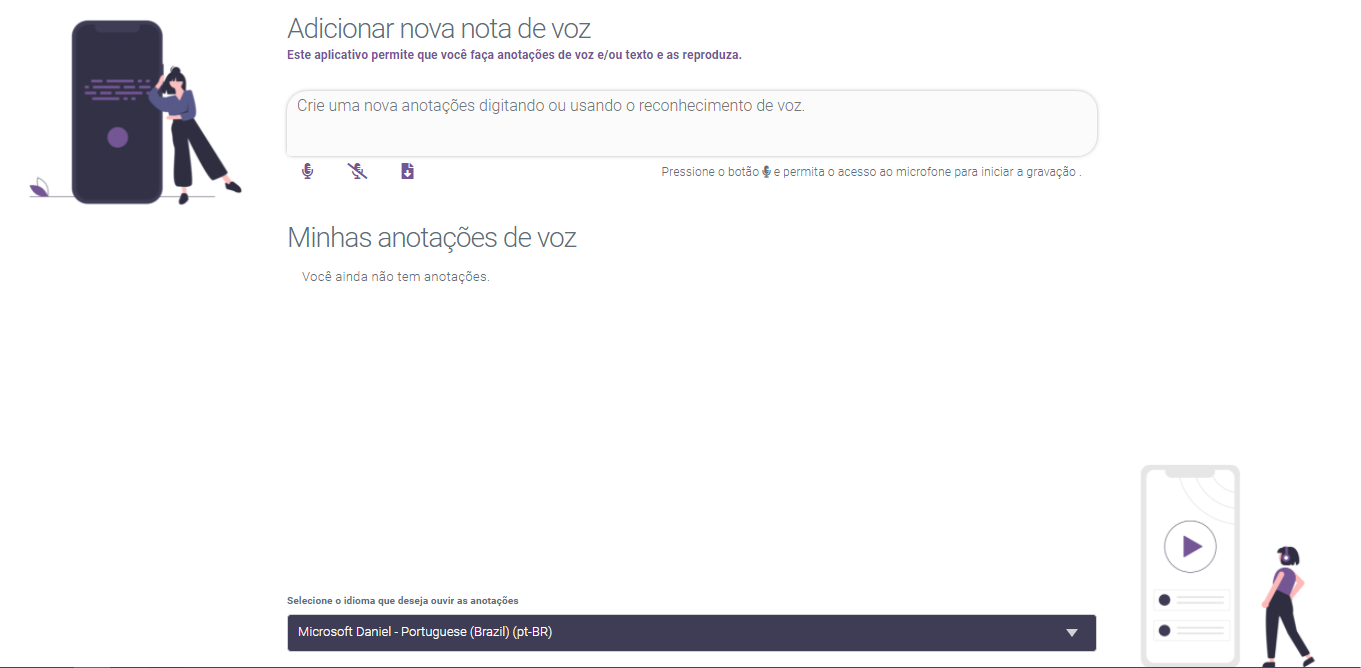 Adicionar nova nota de voz
Este aplicativo permite que você faça anotações de voz e/ou texto e as reproduza.
Crie uma nova anotações digitando ou usando o reconhecimento de voz.
Pressione o botão e permita o acesso ao microfone para iniciar a gravação .
Minhas anotações de voz
Você ainda não tem anotações.
Selecione o idioma que deseja ouvir as anotações
Microsoft Daniel - Portuguese (Brazil) (pt-BR)